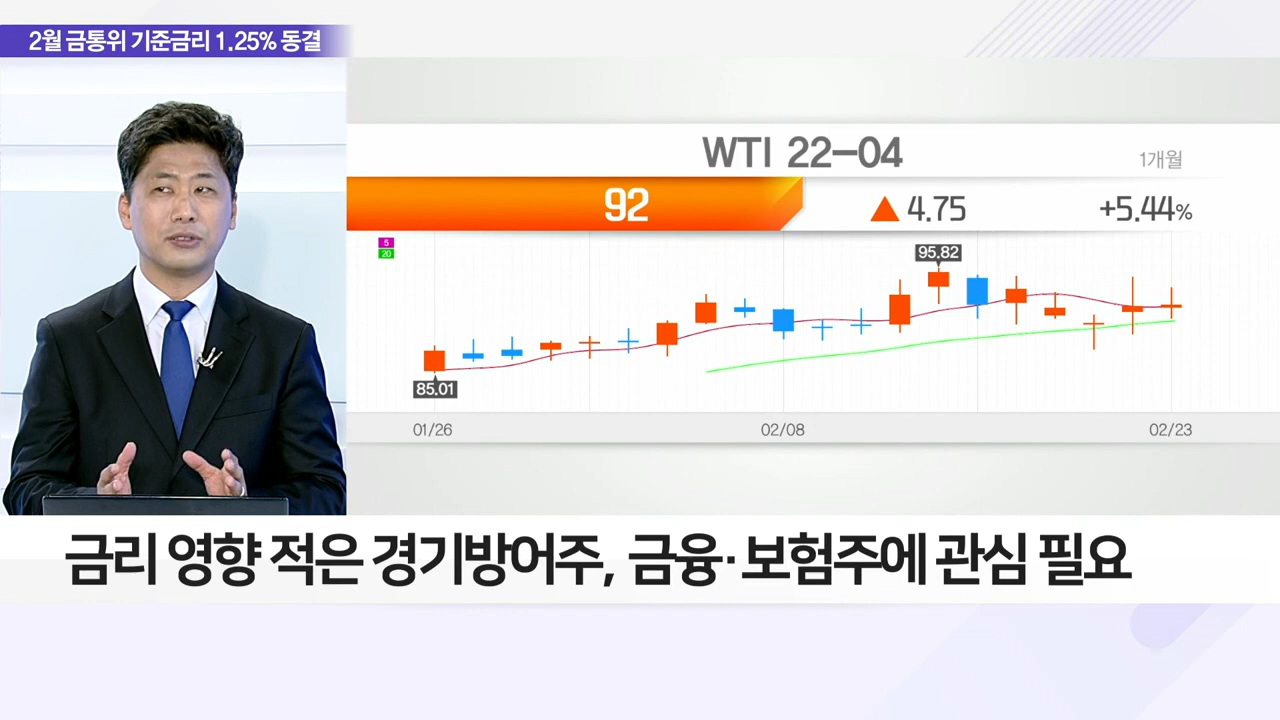 2월 금통위 기준금리 1.25% 동결
WTI 22-04
1개월
92
▲ 4.75
+5.44%
5
20
95.82
85.01
01/26
02/08
02/23
금리 영향 적은 경기방어주, 금융·보험주에 관심 필요